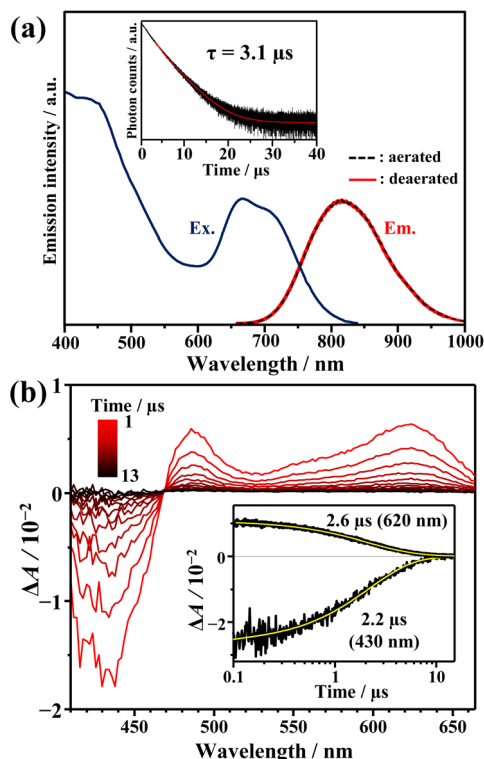 (a)
Emission intensity / a.u.
Photon counts / a.u.
τ = 3.1 μs
0 10 20 30 40
Time / μs
: aerated
: deaerated
Ex.
Em.
400 500 600 700 800 900 1000
Wavelength / nm
(b)
Time / μs
1
13
1
0
−1
−2
ΔA / 10⁻²
2.6 μs (620 nm)
2.2 μs
(430 nm)
0
−2
ΔA / 10⁻²
0.1 1 10
Time / μs
450 500 550 600 650
Wavelength / nm